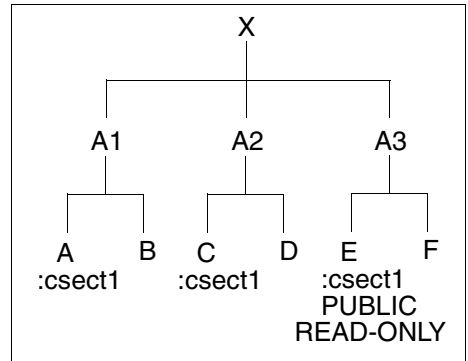 X
A1 A2 A3
A B C D E F
:csect1 :csect1 :csect1
PUBLIC
READ-ONLY